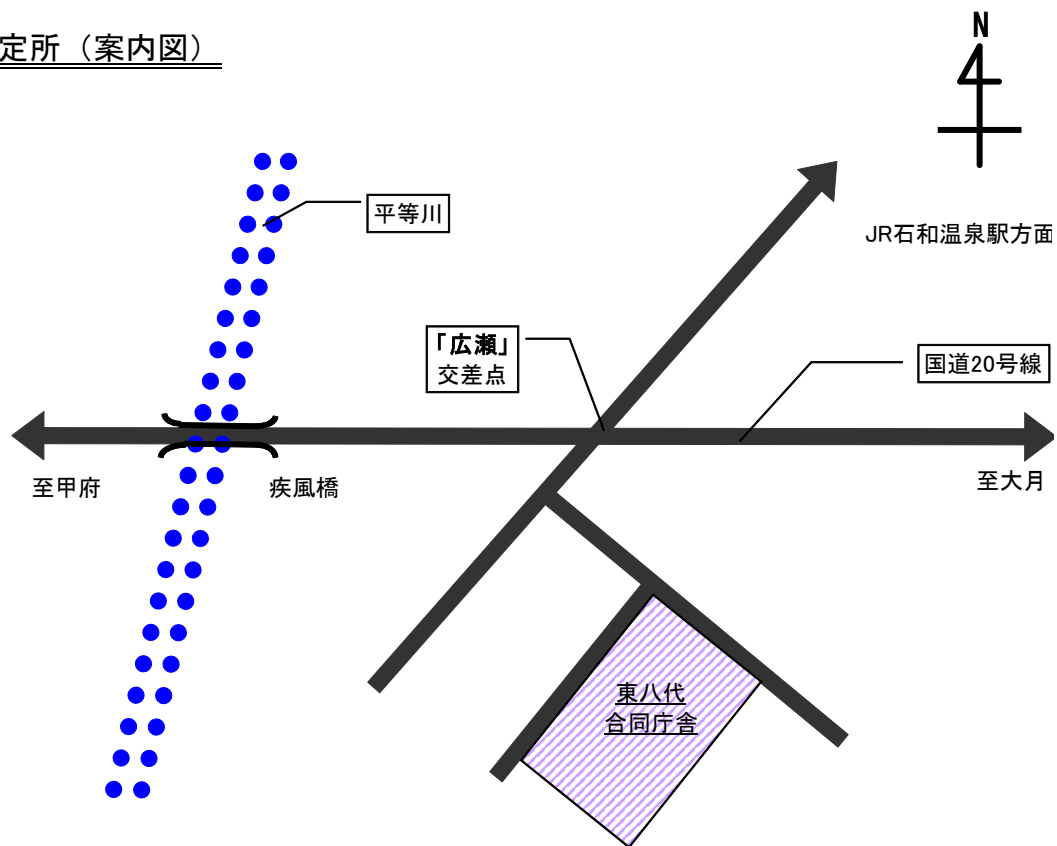 定所（案内図）
N
平等川
JR石和温泉駅方面
「広瀬」
交差点
国道20号線
至甲府
疾風橋
至大月
東八代
合同庁舎